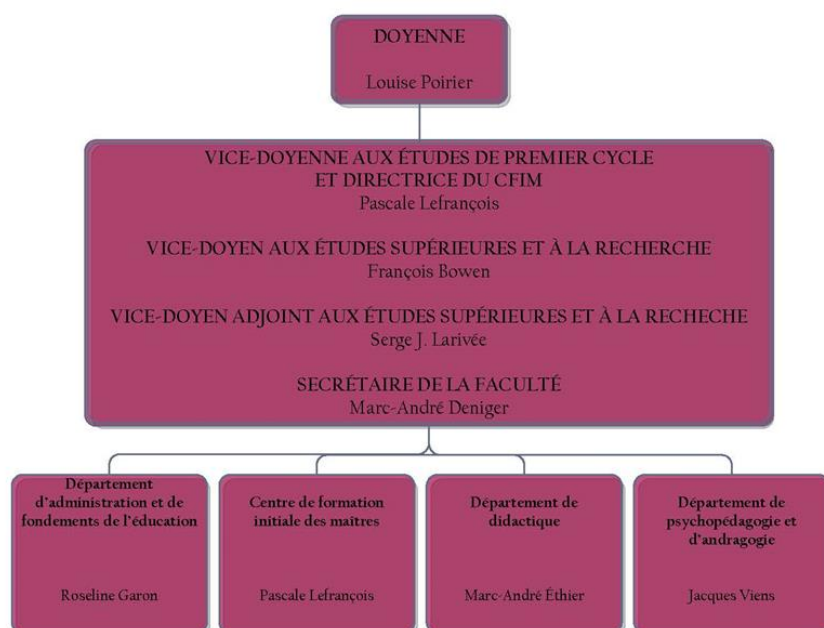 DOYENNE
Louise Poirier
VICE-DOYENNE AUX ÉTUDES DE PREMIER CYCLE
ET DIRECTRICE DU CFIM
Pascale Lefrançois
VICE-DOYEN AUX ÉTUDES SUPÉRIEURES ET À LA RECHERCHE
François Bowen
VICE-DOYEN ADJOINT AUX ÉTUDES SUPÉRIEURES ET À LA RECHECHE
Serge J. Larivée
SECRÉTAIRE DE LA FACULTÉ
Marc-André Deniger
Département
d'administration et de
fondements de l'éducation
Roseline Garon
Centre de formation
initiale des maîtres
Pascale Lefrançois
Département de
didactique
Marc-André Éthier
Département de
psychopédagogie et
d'andragogie
Jacques Viens